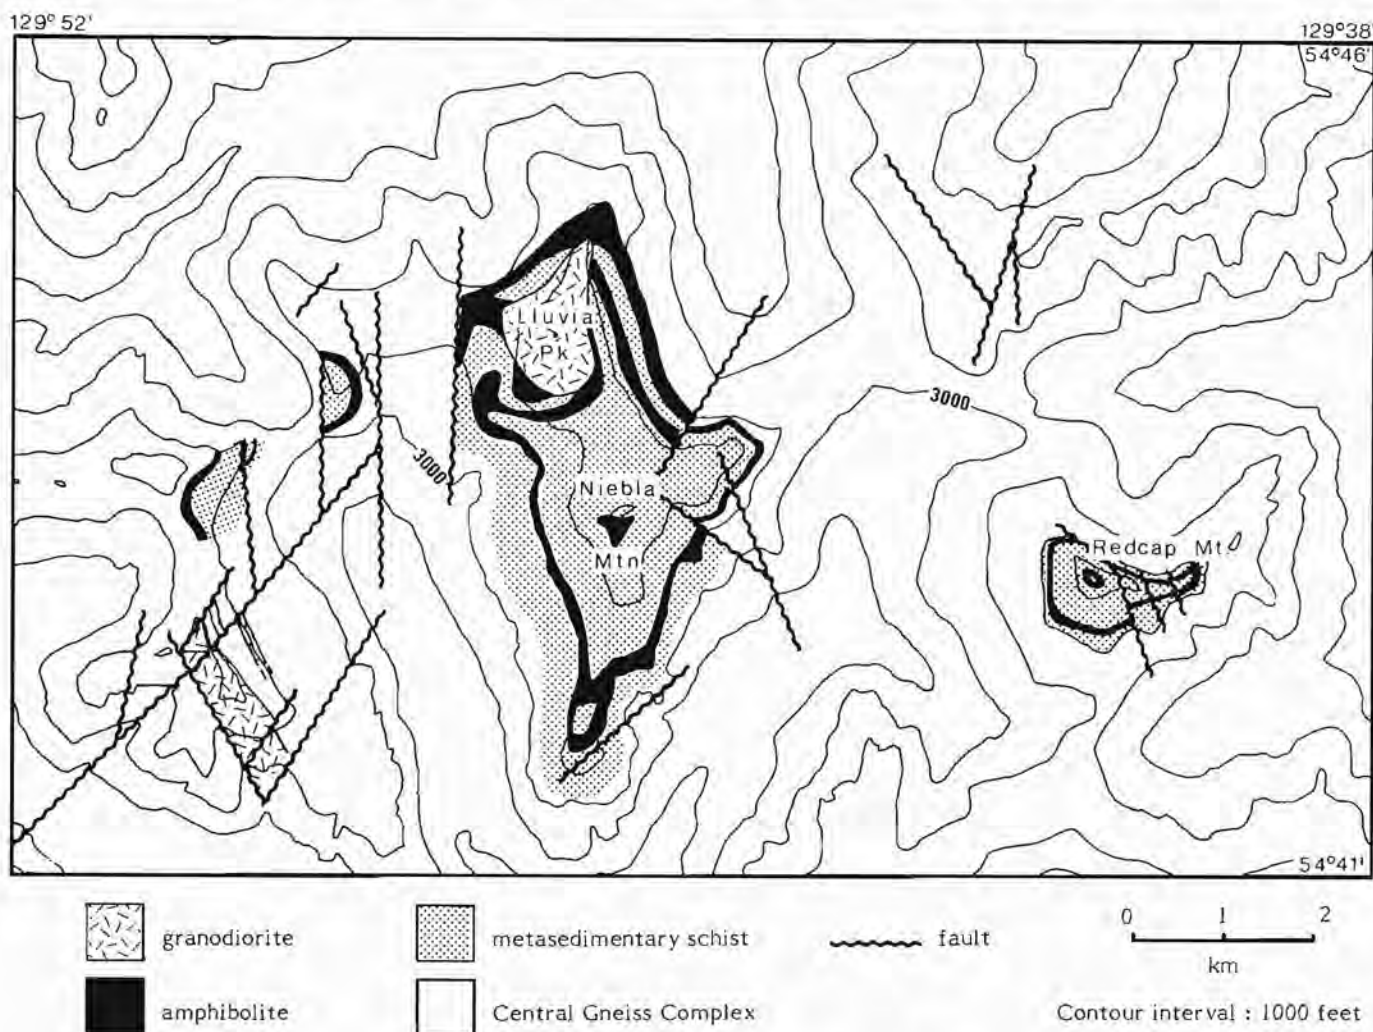 129° 52'
129° 38'
54°46'
Lluvia
Pk
3000
3000
Niebla
Mtn
Redcap Mt
54°41'
granodiorite
metasedimentary schist
fault
0 1 2
km
amphibolite
Central Gneiss Complex
Contour interval : 1000 feet